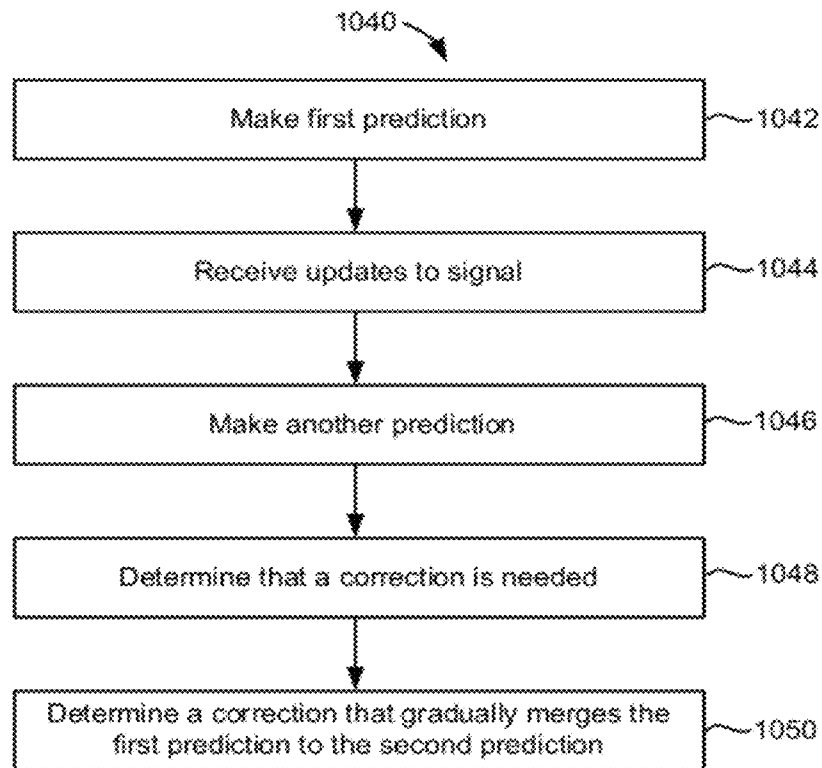 1040
Make first prediction
1042
Receive updates to signal
1044
Make another prediction
1046
Determine that a correction is needed
1048
Determine a correction that gradually merges the
first prediction to the second prediction
1050